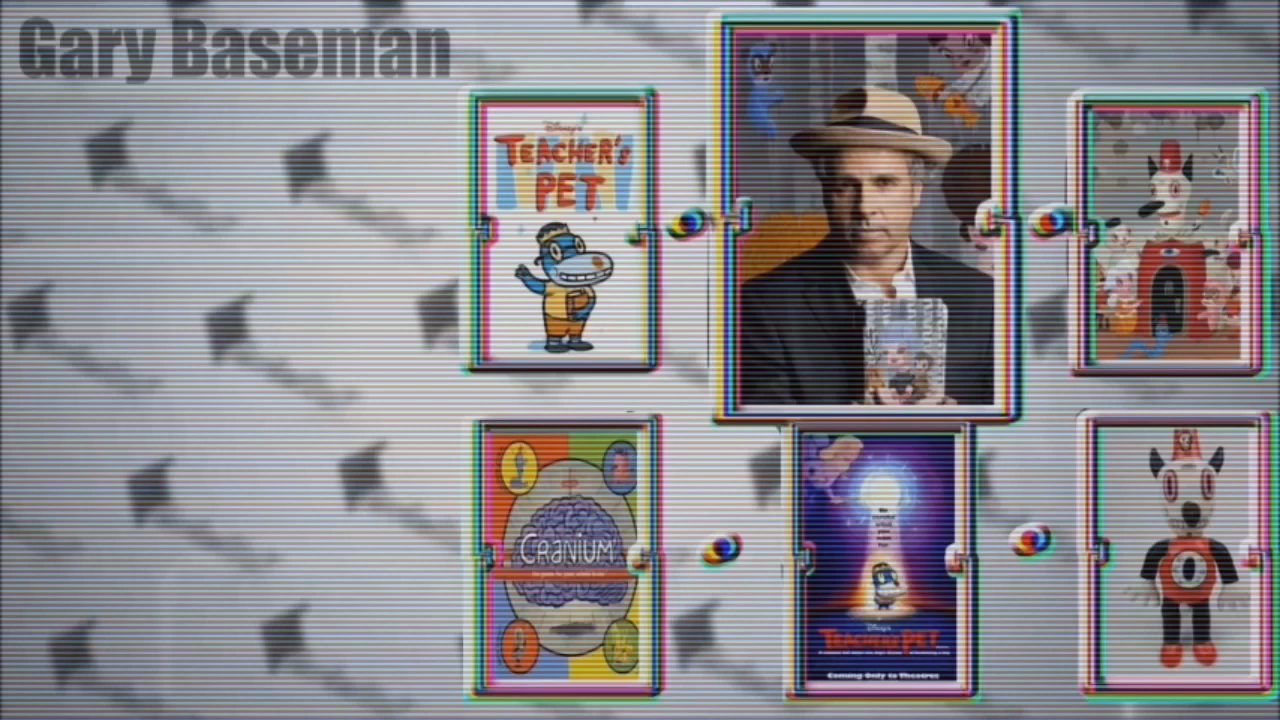 Gary Baseman
Disney's
TEACHER'S
PET
CRANIUM
Disney's
TEACHER'S PET
Coming Only to Theatres